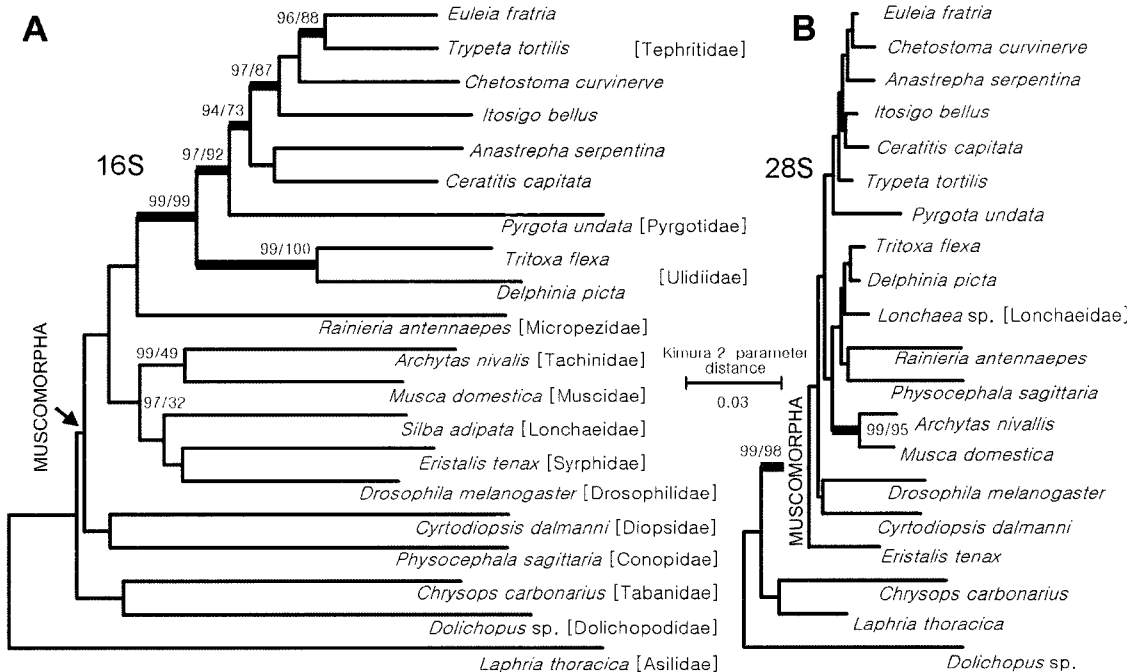 A
16S
96/88
Euleia fratria
Trypeta tortilis [Tephritidae]
97/87
Chetostoma curvinerve
94/73
Itosigo bellus
97/92
Anastrepha serpentina
Ceratitis capitata
99/99
Pyrgota undata [Pyrgotidae]
99/100
Tritoxa flexa
[Ulidiidae]
Delphinia picta
Rainieria antennaepes [Micropezidae]
99/49
Archytas nivalis [Tachinidae]
Musca domestica [Muscidae]
97/32
Silba adipata [Lonchaeidae]
Eristalis tenax [Syrphidae]
Drosophila melanogaster [Drosophilidae]
MUSCOMORPHA
Cyrtodiopsis dalmanni [Diopsidae]
Physocephala sagittaria [Conopidae]
Chrysops carbonarius [Tabanidae]
Dolichopus sp. [Dolichopodidae]
Laphria thoracica [Asilidae]
Kimura 2 parameter
distance
0.03
B
28S
Euleia fratria
Chetostoma curvinerve
Anastrepha serpentina
Itosigo bellus
Ceratitis capitata
Trypeta tortilis
Pyrgota undata
Tritoxa flexa
Delphinia picta
Lonchaea sp. [Lonchaeidae]
Rainieria antennaepes
Physocephala sagittaria
Archytas nivallis
99/95
Musca domestica
99/98
MUSCOMORPHA
Drosophila melanogaster
Cyrtodiopsis dalmanni
Eristalis tenax
Chrysops carbonarius
Laphria thoracica
Dolichopus sp.